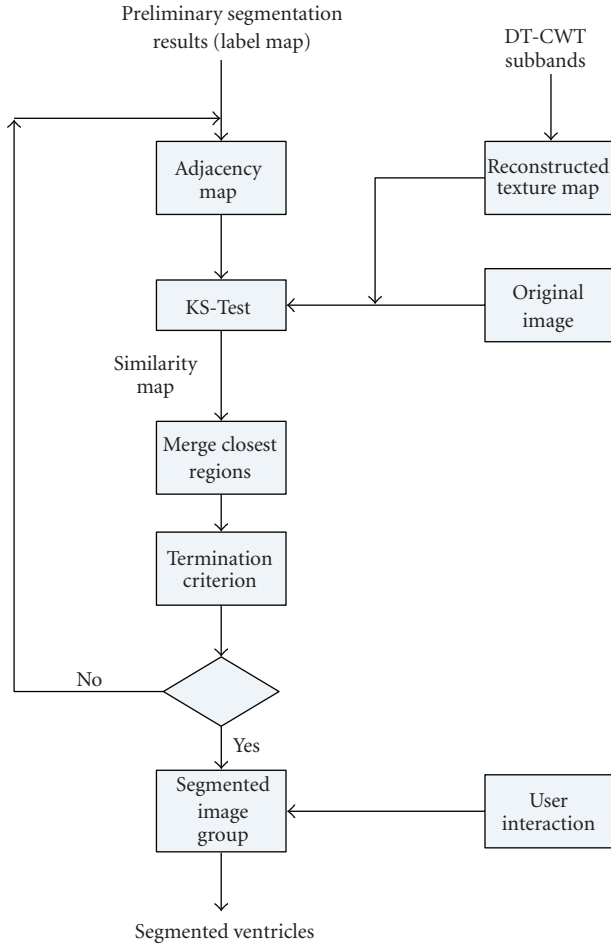 Preliminary segmentation
results (label map)
DT-CWT
subbands
Adjacency
map
Reconstructed
texture map
KS-Test
Original
image
Similarity
map
Merge closest
regions
Termination
criterion
No
Yes
Segmented
image
group
User
interaction
Segmented ventricles